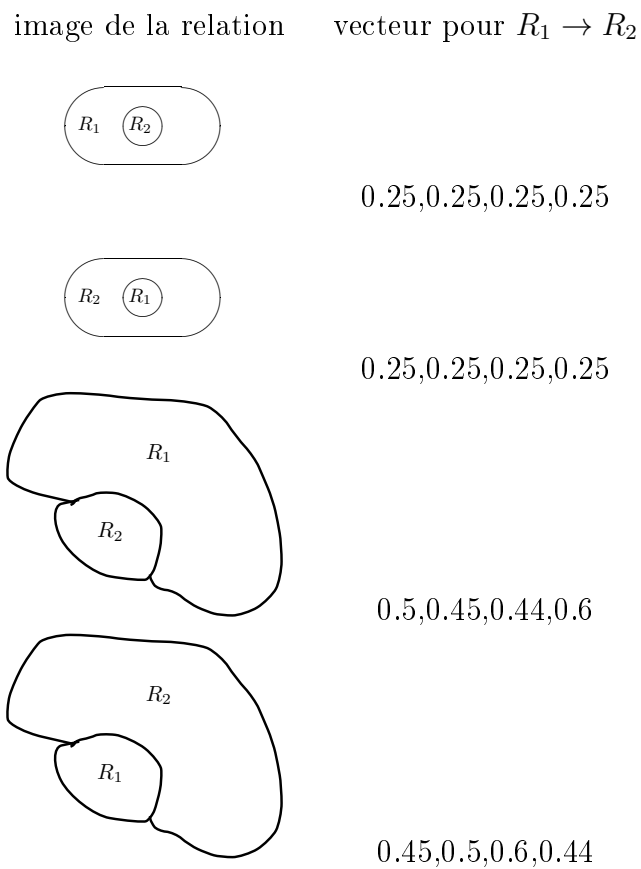 image de la relation vecteur pour R₁ → R₂
R₁ R₂
0.25,0.25,0.25,0.25
R₂ R₁
0.25,0.25,0.25,0.25
R₁
R₂
0.5,0.45,0.44,0.6
R₂
R₁
0.45,0.5,0.6,0.44